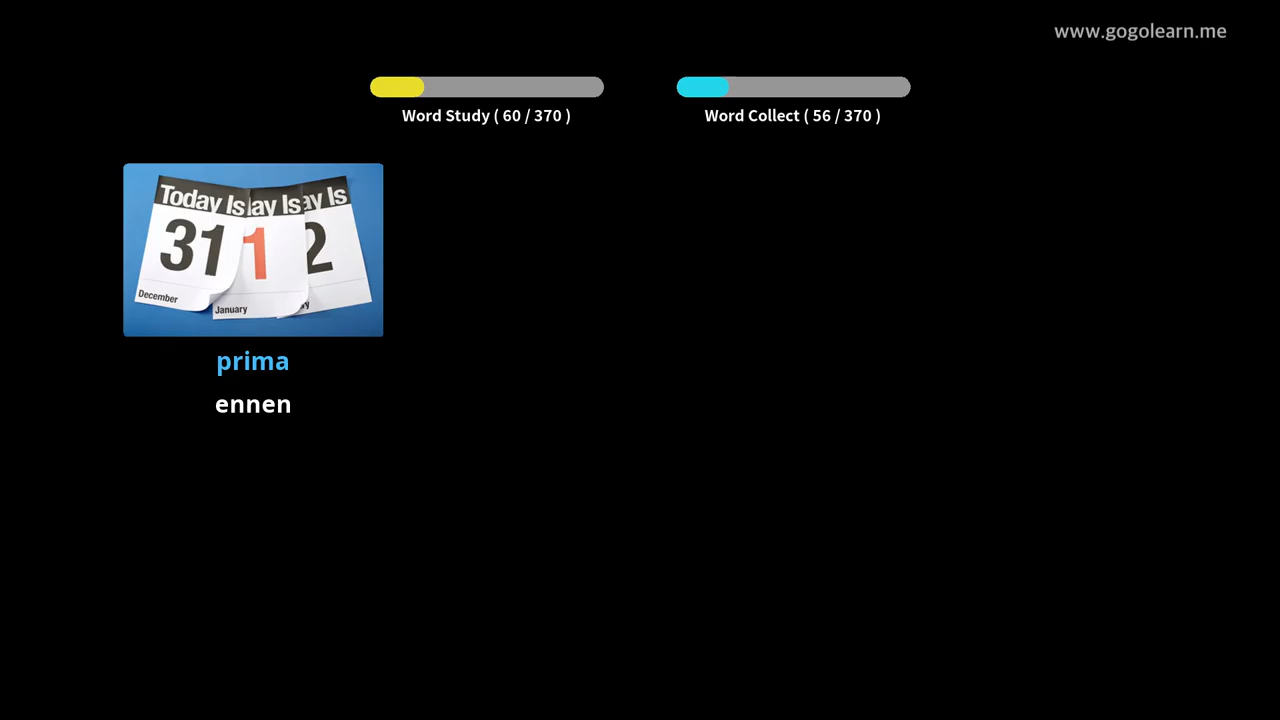 www.gogolearn.me
Word Study ( 60 / 370 )
Word Collect ( 56 / 370 )
Today Is
ay Is
ay Is
31
1
2
December
January
ry
prima
ennen